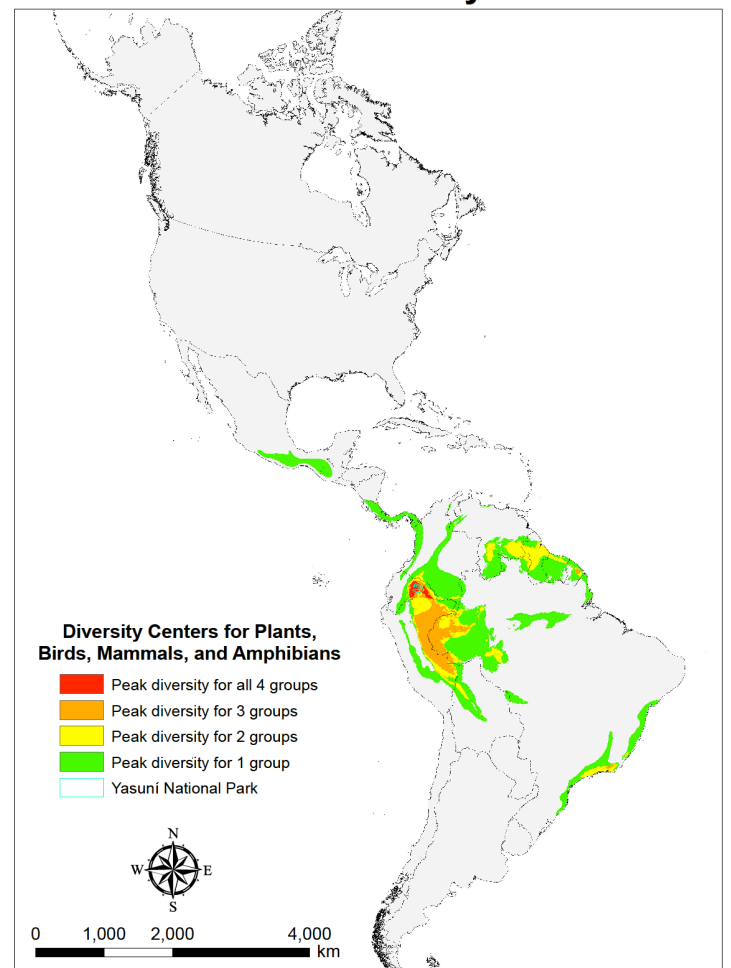 Diversity Centers for Plants,
Birds, Mammals, and Amphibians
Peak diversity for all 4 groups
Peak diversity for 3 groups
Peak diversity for 2 groups
Peak diversity for 1 group
Yasuní National Park
N
W E
S
0 1,000 2,000 4,000
km